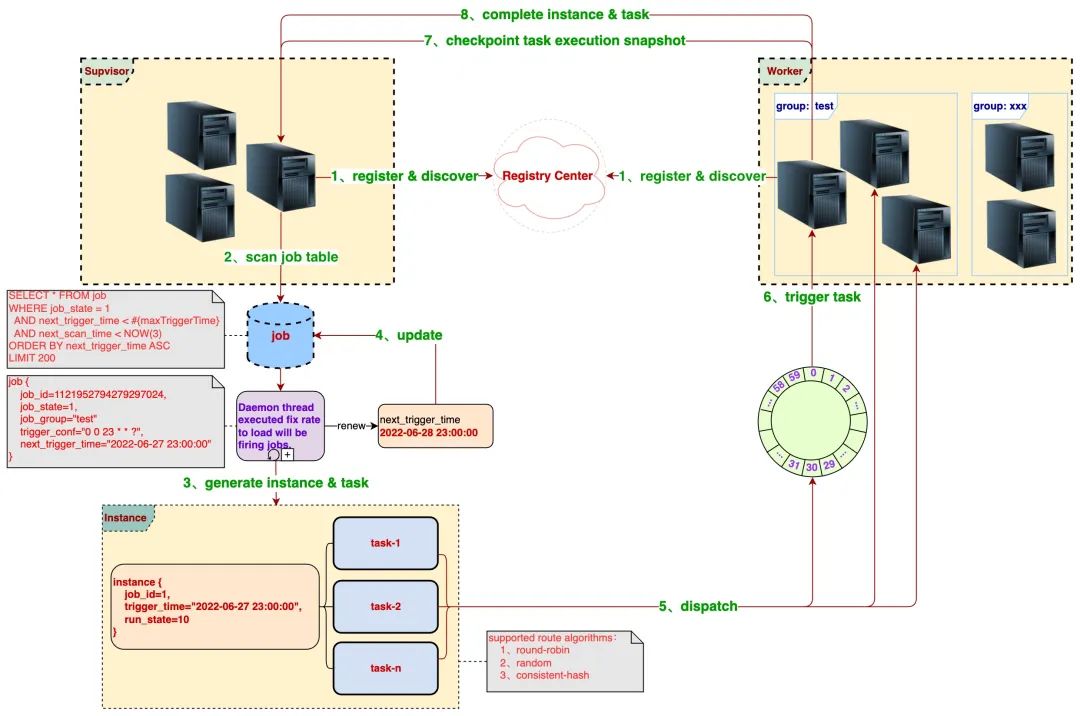 8、complete instance & task
7、checkpoint task execution snapshot
Supvisor
Worker
group: test
group: xxx
1、register & discover
Registry Center
1、register & discover
2、scan job table
6、trigger task
SELECT * FROM job
WHERE job_state = 1
AND next_trigger_time < #{maxTriggerTime}
AND next_scan_time < NOW(3)
ORDER BY next_trigger_time ASC
LIMIT 200
job
4、update
job {
job_id=1121952794279297024,
job_state=1,
job_group="test"
trigger_conf="0 0 23 * * ?",
next_trigger_time="2022-06-27 23:00:00"
}
Daemon thread
executed fix rate
to load will be
firing jobs.
+
renew
next_trigger_time
2022-06-28 23:00:00
58
59
0
1
2
...
...
31
30
29
...
...
3、generate instance & task
Instance
instance {
job_id=1,
trigger_time="2022-06-27 23:00:00",
run_state=10
}
task-1
task-2
task-n
5、dispatch
supported route algorithms：
1、round-robin
2、random
3、consistent-hash